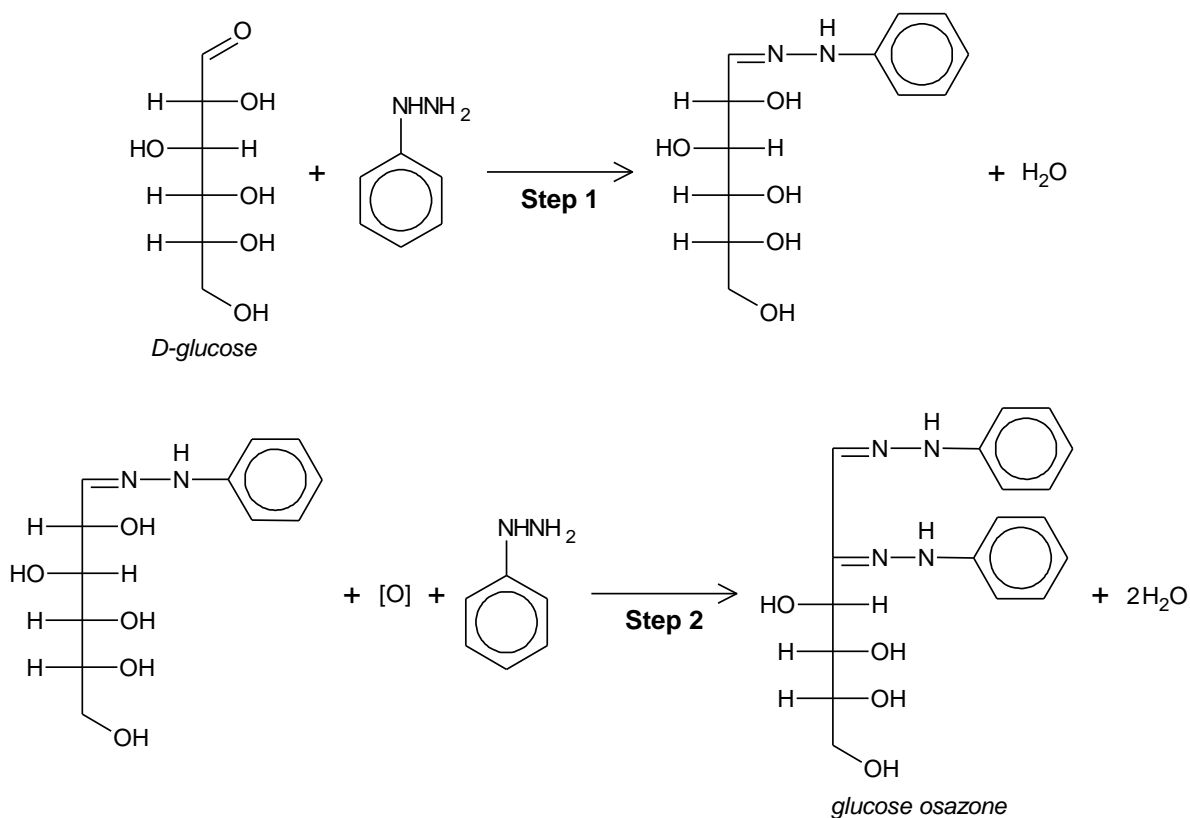 O
H OH
HO H
H OH
H OH
OH
D-glucose
+
NHNH2
Step 1
N N
H
H OH
HO H
H OH
H OH
OH
+ H2O
N N
H
H OH
HO H
H OH
H OH
OH
+ [O] +
NHNH2
Step 2
N N
H
N N
H
HO H
H OH
H OH
OH
glucose osazone
+ 2H2O